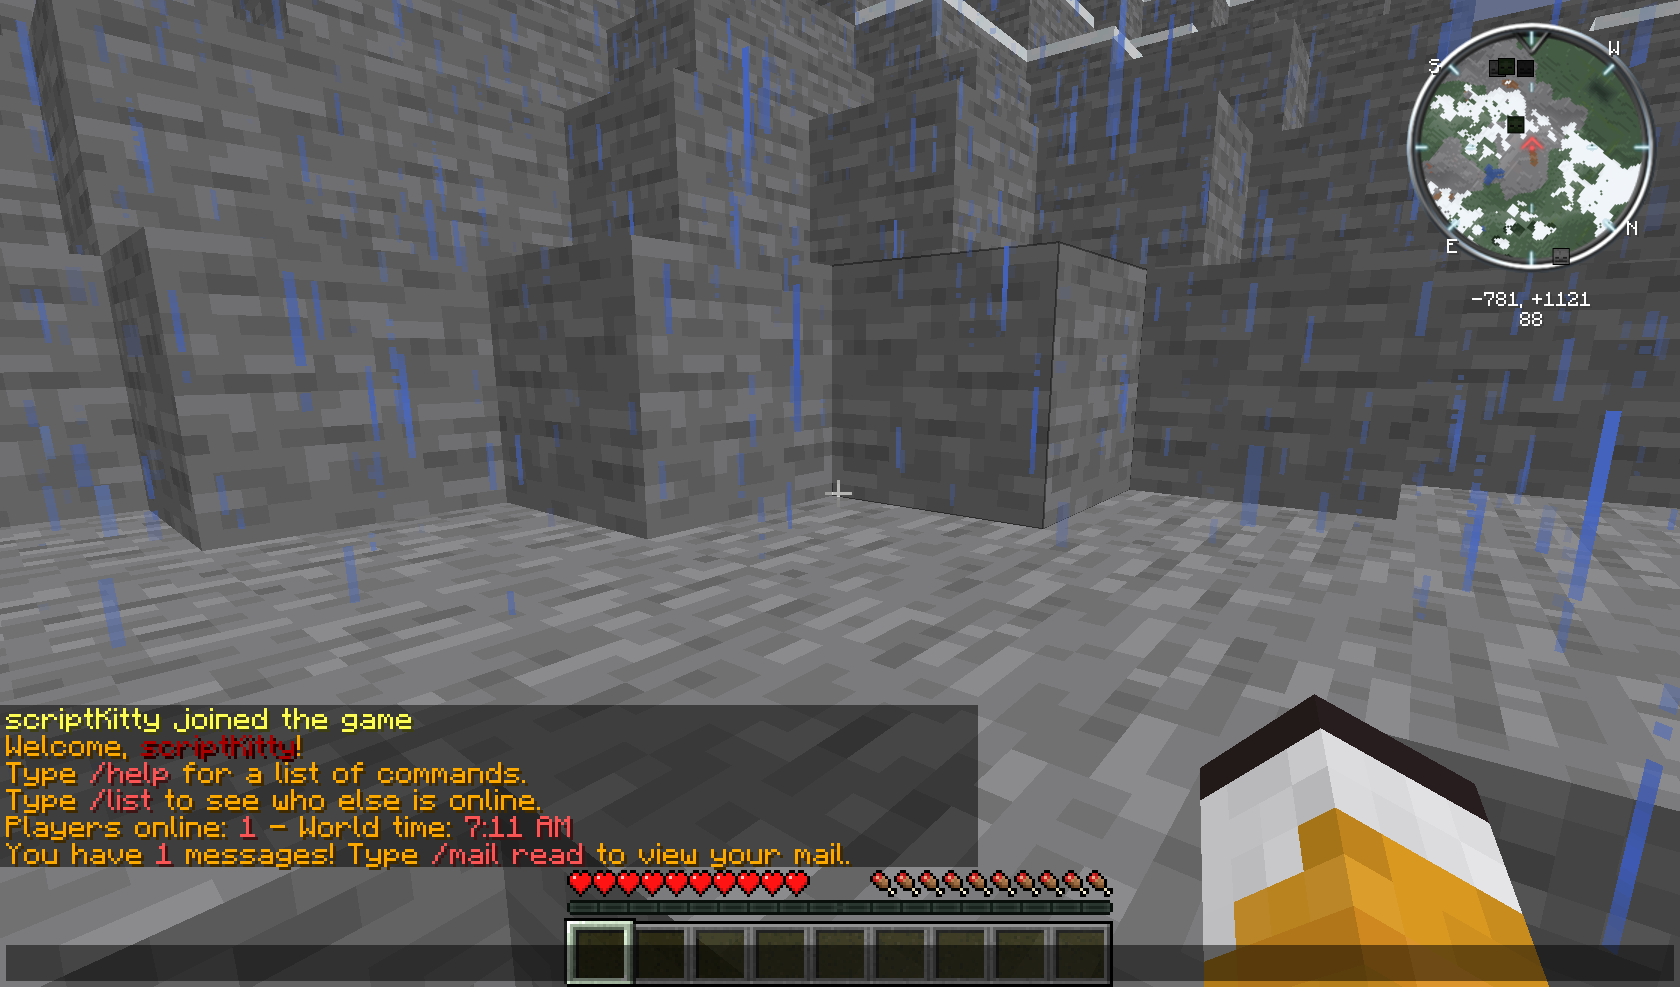 S
W
E
N
-781, +1121
88
scriptKitty joined the game
Welcome, scriptKitty!
Type /help for a list of commands.
Type /list to see who else is online.
Players online: 1 - World time: 7:11 AM
You have 1 messages! Type /mail read to view your mail.